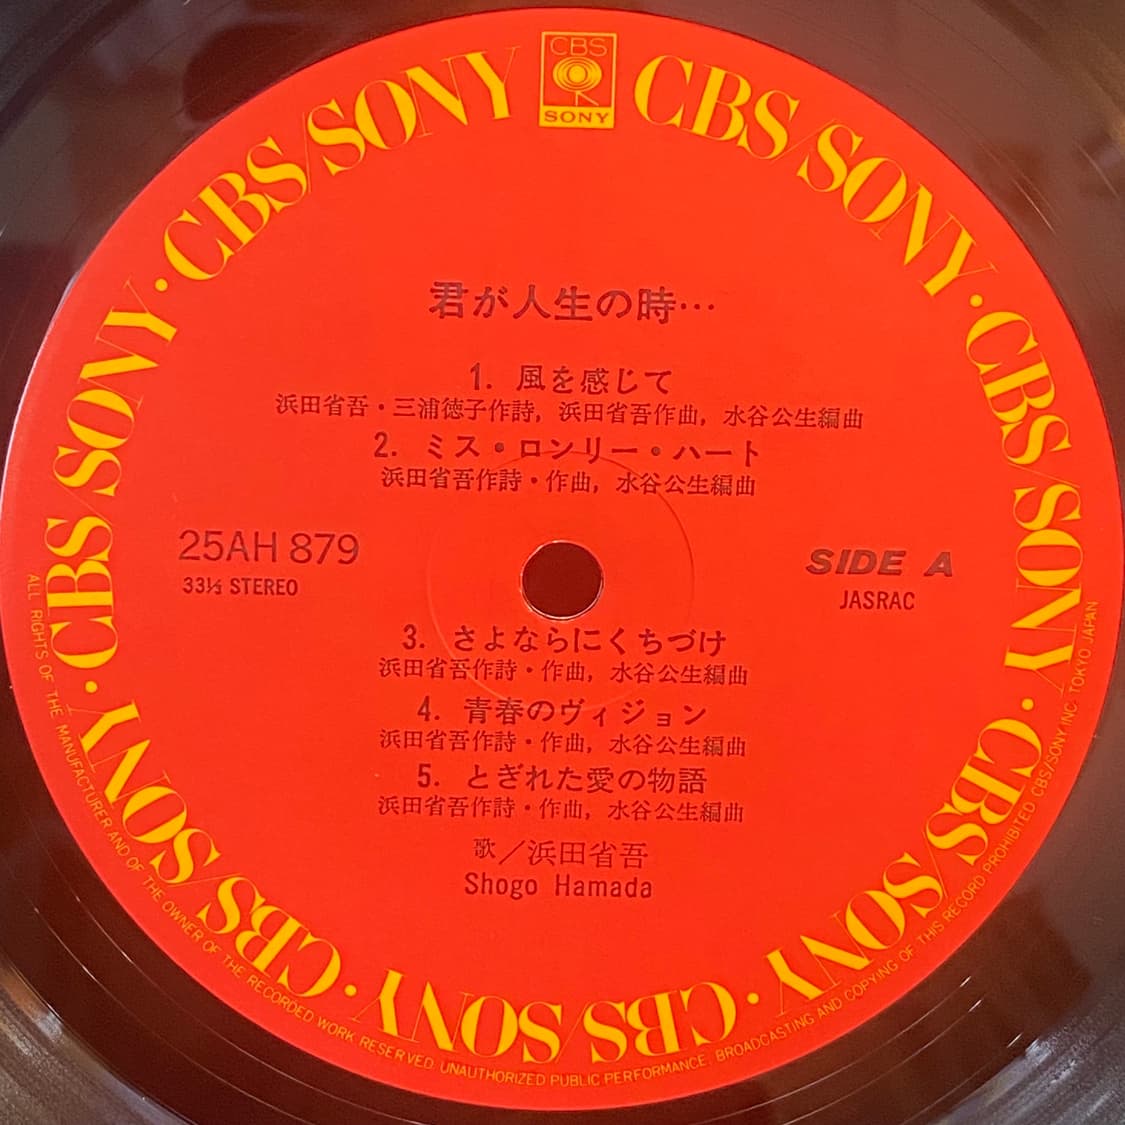 CBS
SONY
CBS/SONY · CBS/SONY · CBS/SONY · CBS/SONY · CBS/SONY · CBS/SONY · CBS/SONY
君が人生の時…
1. 風を感じて
浜田省吾・三浦徳子作詩, 浜田省吾作曲, 水谷公生編曲
2. ミス・ロンリー・ハート
浜田省吾作詩・作曲, 水谷公生編曲
25AH 879
33⅓ STEREO
SIDE A
JASRAC
3. さよならにくちづけ
浜田省吾作詩・作曲, 水谷公生編曲
4. 青春のヴィジョン
浜田省吾作詩・作曲, 水谷公生編曲
5. とぎれた愛の物語
浜田省吾作詩・作曲, 水谷公生編曲
歌／浜田省吾
Shogo Hamada
ALL RIGHTS OF THE MANUFACTURER AND OF THE OWNER OF THE RECORDED WORK RESERVED. UNAUTHORIZED PUBLIC PERFORMANCE, BROADCASTING AND COPYING OF THIS RECORD PROHIBITED CBS/SONY INC. TOKYO JAPAN